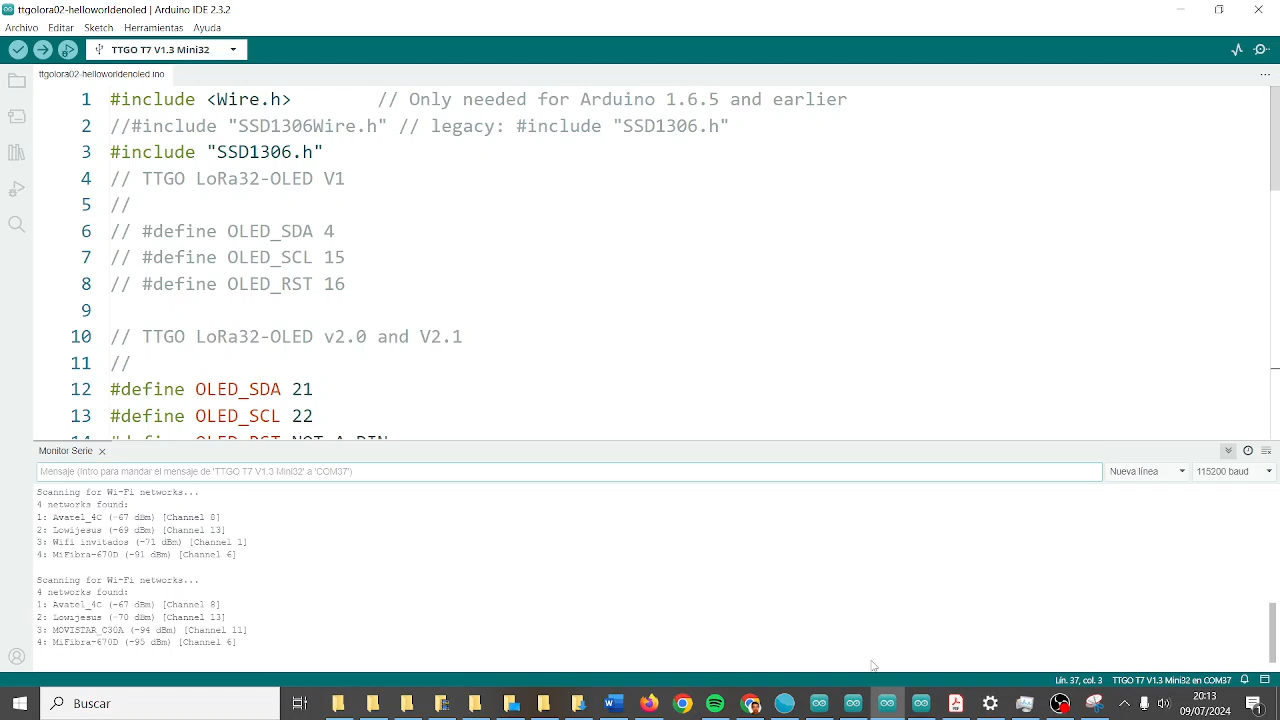 ttgolora02-helloworldenoled | Arduino IDE 2.3.2
Archivo Editar Sketch Herramientas Ayuda
TTGO T7 V1.3 Mini32
ttgolora02-helloworldenoled.ino
1 #include <Wire.h> // Only needed for Arduino 1.6.5 and earlier
2 //#include "SSD1306Wire.h" // legacy: #include "SSD1306.h"
3 #include "SSD1306.h"
4 // TTGO LoRa32-OLED V1
5 //
6 // #define OLED_SDA 4
7 // #define OLED_SCL 15
8 // #define OLED_RST 16
9
10 // TTGO LoRa32-OLED v2.0 and V2.1
11 //
12 #define OLED_SDA 21
13 #define OLED_SCL 22
14 #define OLED_RST NOT_A_PIN
Monitor Serie
Mensaje (Intro para mandar el mensaje de 'TTGO T7 V1.3 Mini32' a 'COM37')
Nueva línea
115200 baud
Scanning for Wi-Fi networks...
4 networks found:
1: Avatel_4C (-67 dBm) [Channel 8]
2: Lowijesus (-69 dBm) [Channel 13]
3: Wifi invitados (-71 dBm) [Channel 1]
4: MiFibra-670D (-91 dBm) [Channel 6]
Scanning for Wi-Fi networks...
4 networks found:
1: Avatel_4C (-67 dBm) [Channel 8]
2: Lowijesus (-70 dBm) [Channel 13]
3: MOVISTAR_C30A (-94 dBm) [Channel 11]
4: MiFibra-670D (-95 dBm) [Channel 6]
Lín. 37, col. 3 TTGO T7 V1.3 Mini32 en COM37
Buscar
20:13
09/07/2024